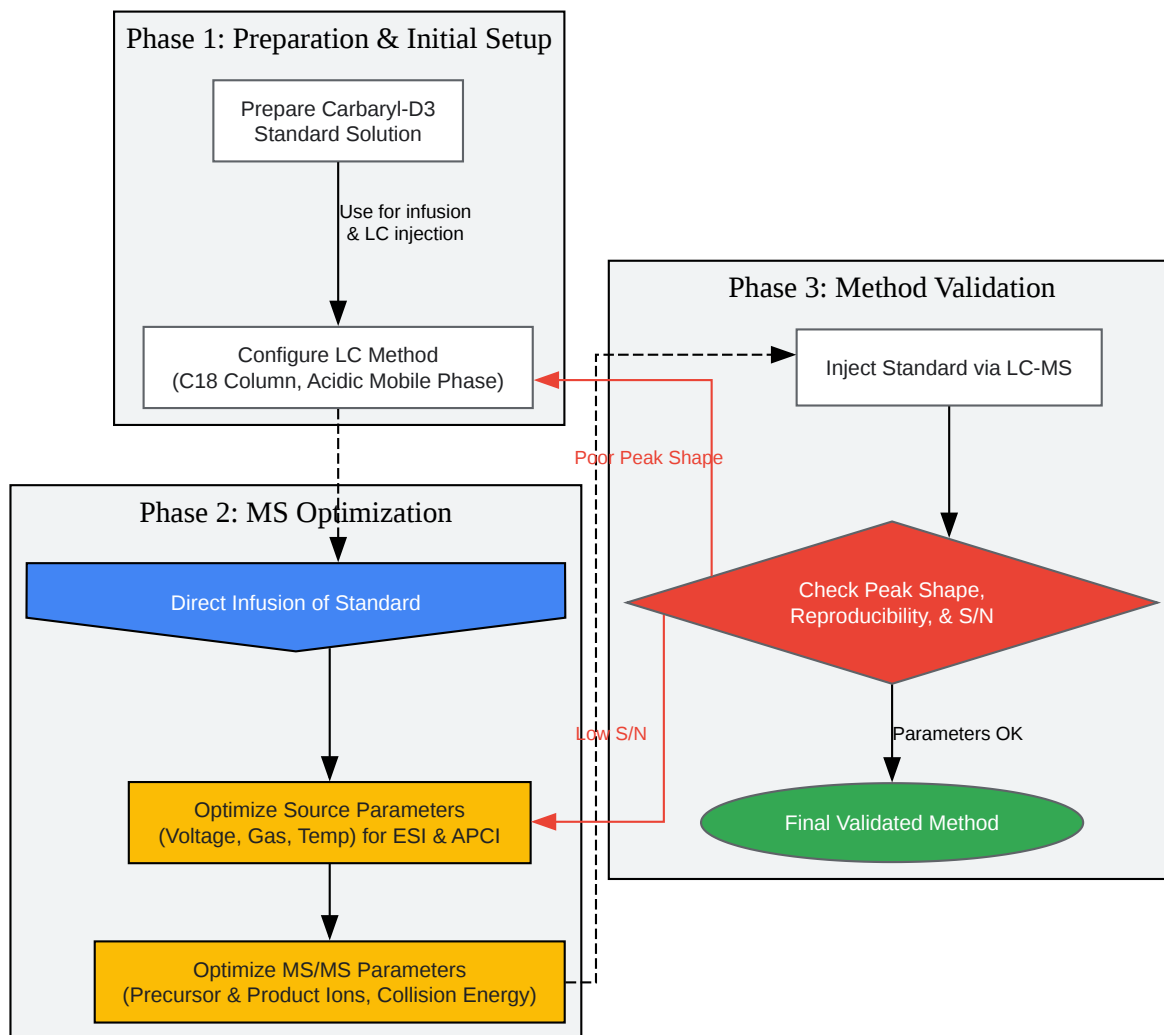 Phase 1: Preparation & Initial Setup
Prepare Carbaryl-D3
Standard Solution
Use for infusion
& LC injection
Configure LC Method
(C18 Column, Acidic Mobile Phase)
Phase 2: MS Optimization
Direct Infusion of Standard
Optimize Source Parameters
(Voltage, Gas, Temp) for ESI & APCI
Optimize MS/MS Parameters
(Precursor & Product Ions, Collision Energy)
Phase 3: Method Validation
Inject Standard via LC-MS
Poor Peak Shape
Check Peak Shape,
Reproducibility, & S/N
Low S/N
Parameters OK
Final Validated Method